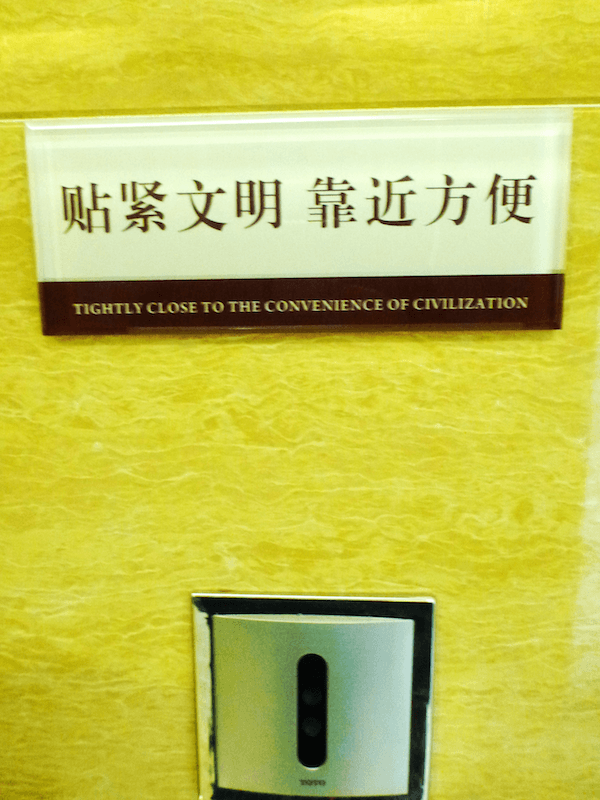 贴紧文明 靠近方便
TIGHTLY CLOSE TO THE CONVENIENCE OF CIVILIZATION
TOTO